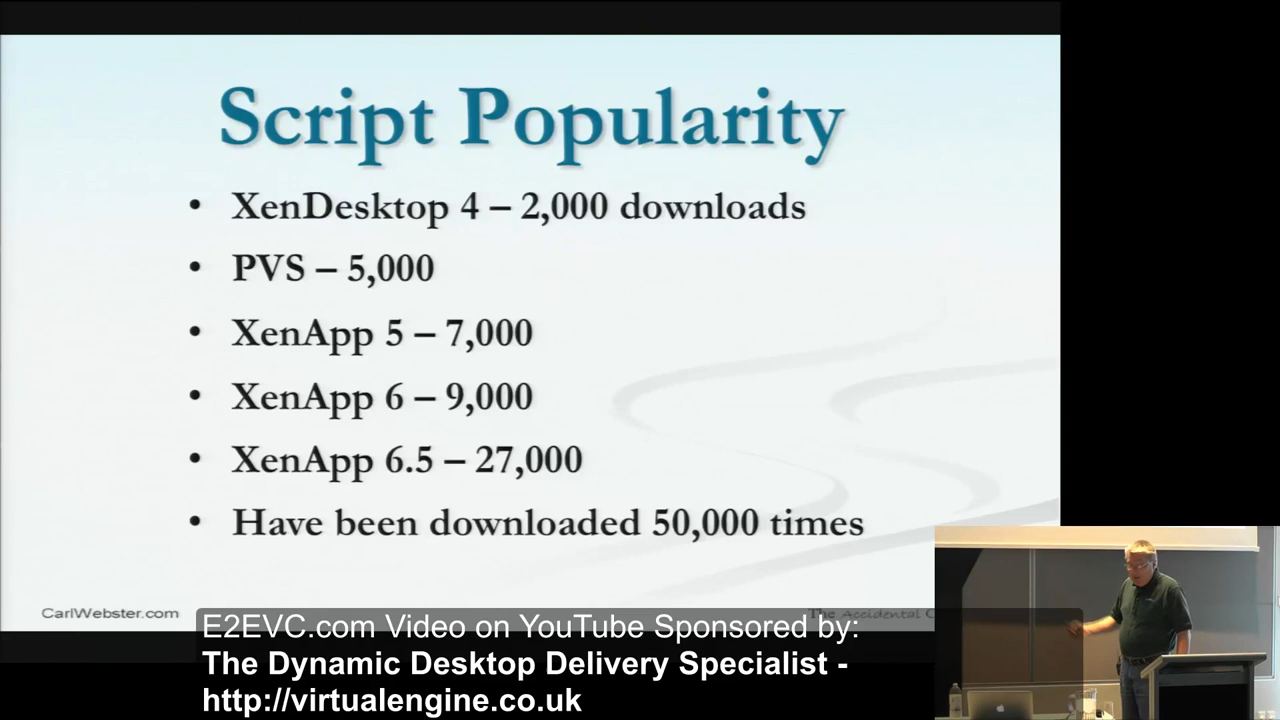 Script Popularity
• XenDesktop 4 – 2,000 downloads
• PVS – 5,000
• XenApp 5 – 7,000
• XenApp 6 – 9,000
• XenApp 6.5 – 27,000
• Have been downloaded 50,000 times
CarlWebster.com
The Accidental C
E2EVC.com Video on YouTube Sponsored by:
The Dynamic Desktop Delivery Specialist -
http://virtualengine.co.uk